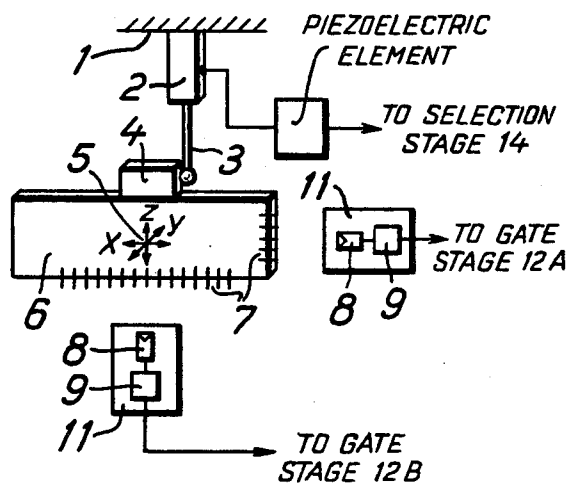 PIEZOELECTRIC
ELEMENT
1
2
3
TO SELECTION
STAGE 14
4
5
Z
Y
X
11
TO GATE
STAGE 12A
6
7
8
9
8
9
11
TO GATE
STAGE 12B